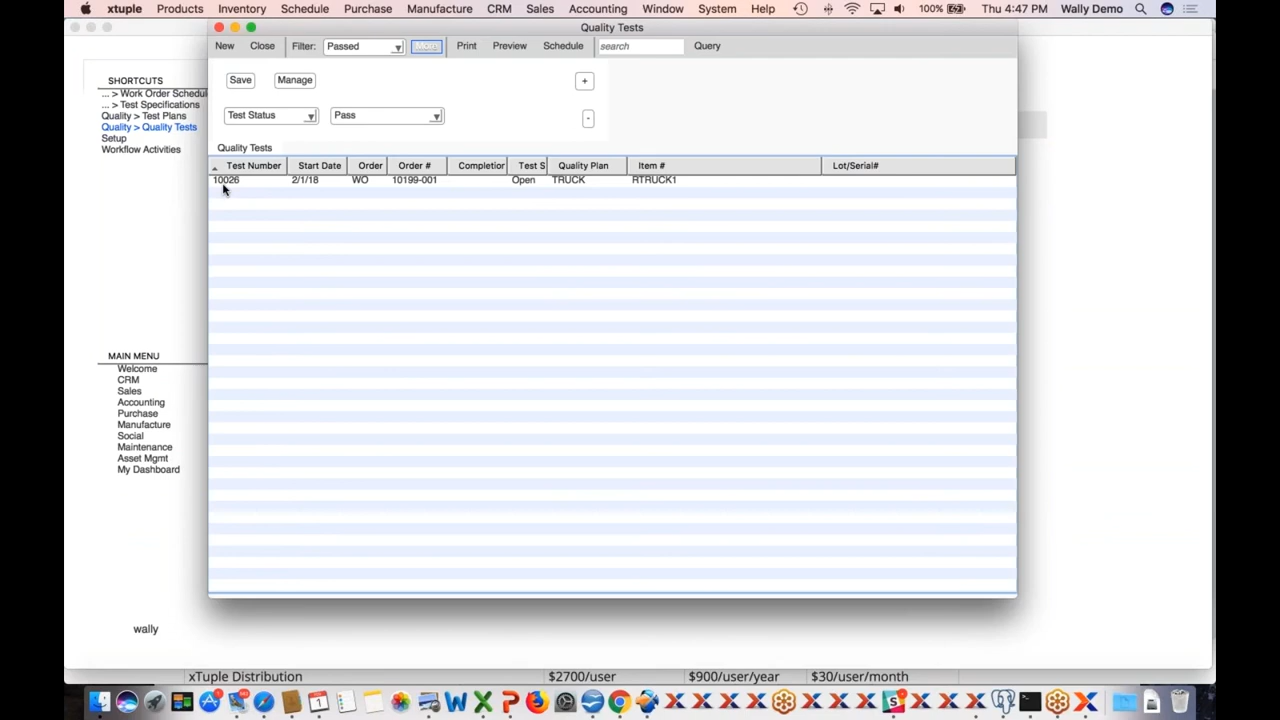 xtuple Products Inventory Schedule Purchase Manufacture CRM Sales Accounting Window System Help 100% Thu 4:47 PM Wally Demo
Quality Tests
New Close Filter: Passed More Print Preview Schedule search Query
Save Manage +
Test Status Pass -
Quality Tests
Test Number Start Date Order Order # Completior Test S Quality Plan Item # Lot/Serial#
10026 2/1/18 WO 10199-001 Open TRUCK RTRUCK1
SHORTCUTS
... > Work Order Schedul
... > Test Specifications
Quality > Test Plans
Quality > Quality Tests
Setup
Workflow Activities
MAIN MENU
Welcome
CRM
Sales
Accounting
Purchase
Manufacture
Social
Maintenance
Asset Mgmt
My Dashboard
wally
xTuple Distribution $2700/user $900/user/year $30/user/month